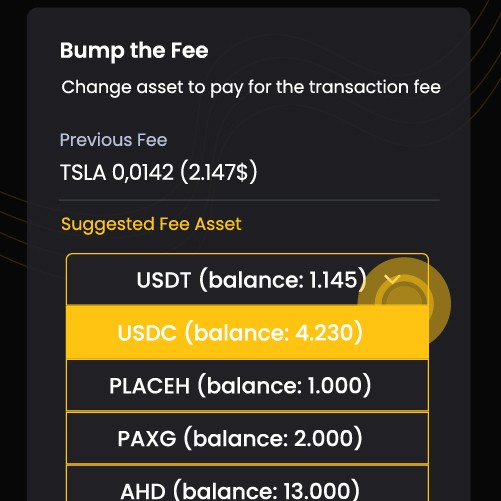 Bump the Fee
Change asset to pay for the transaction fee
Previous Fee
TSLA 0,0142 (2.147$)
Suggested Fee Asset
USDT (balance: 1.145)
USDC (balance: 4.230)
PLACEH (balance: 1.000)
PAXG (balance: 2.000)
AHD (balance: 13.000)